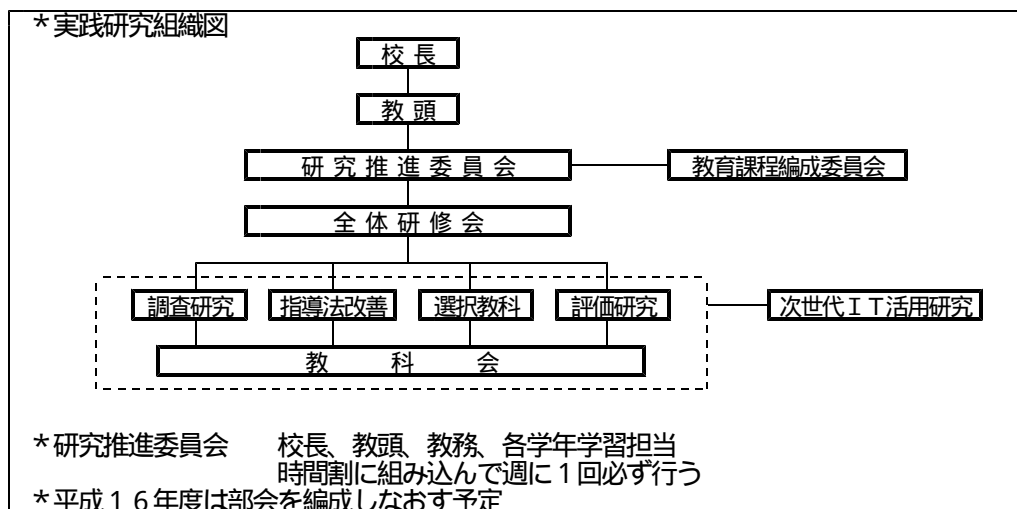 *実践研究組織図
校 長
教 頭
研 究 推 進 委 員 会
教育課程編成委員会
全 体 研 修 会
調査研究
指導法改善
選択教科
評価研究
次世代ＩＴ活用研究
教 科 会
*研究推進委員会 校長、教頭、教務、各学年学習担当
時間割に組み込んで週に１回必ず行う
*平成１６年度は部会を編成しなおす予定